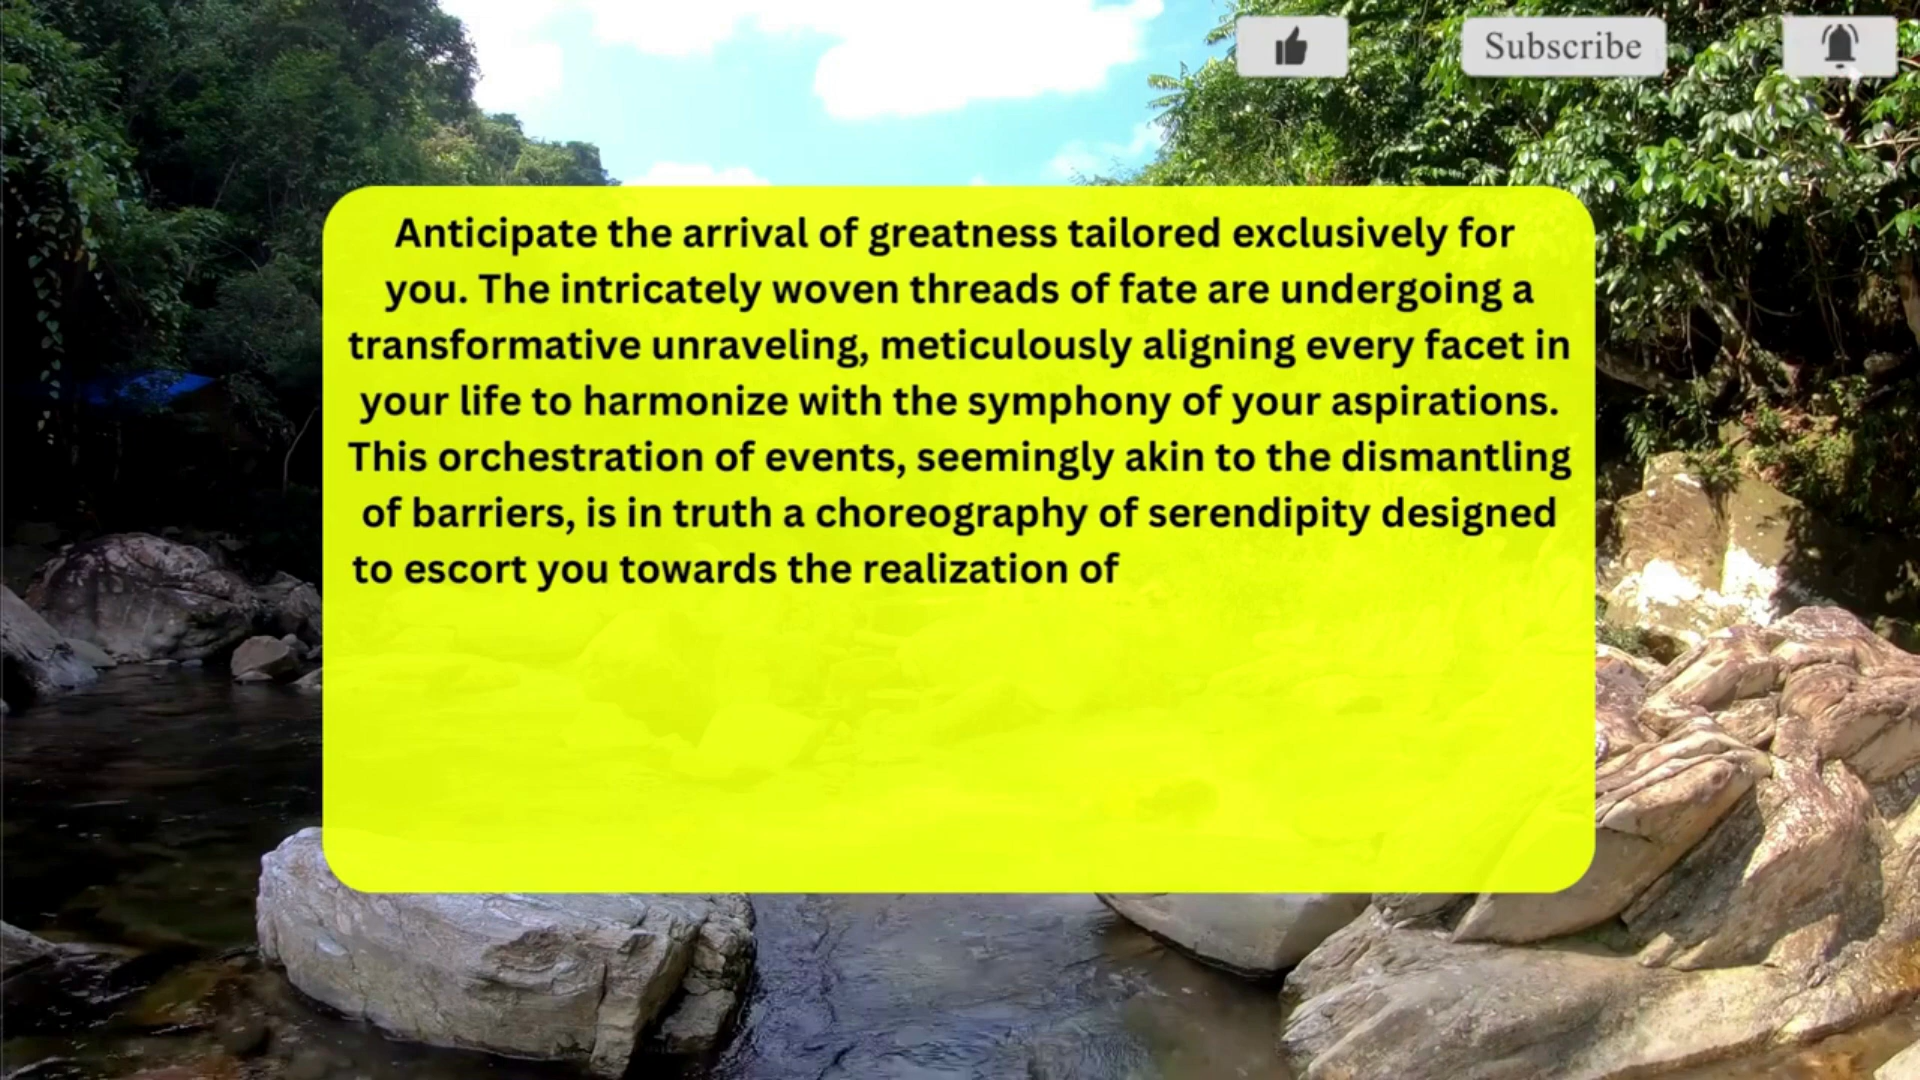 Subscribe
Anticipate the arrival of greatness tailored exclusively for
you. The intricately woven threads of fate are undergoing a
transformative unraveling, meticulously aligning every facet in
your life to harmonize with the symphony of your aspirations.
This orchestration of events, seemingly akin to the dismantling
of barriers, is in truth a choreography of serendipity designed
to escort you towards the realization of